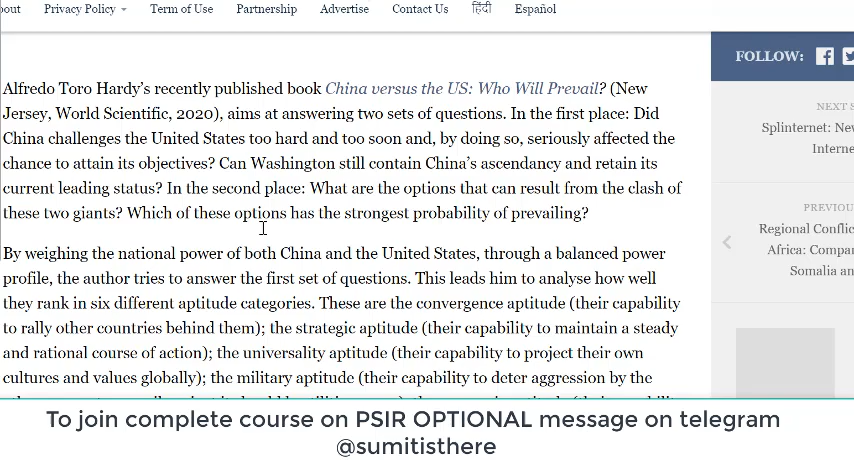 out Privacy Policy Term of Use Partnership Advertise Contact Us हिंदी Español
Alfredo Toro Hardy's recently published book China versus the US: Who Will Prevail? (New
Jersey, World Scientific, 2020), aims at answering two sets of questions. In the first place: Did
China challenges the United States too hard and too soon and, by doing so, seriously affected the
chance to attain its objectives? Can Washington still contain China's ascendancy and retain its
current leading status? In the second place: What are the options that can result from the clash of
these two giants? Which of these options has the strongest probability of prevailing?
By weighing the national power of both China and the United States, through a balanced power
profile, the author tries to answer the first set of questions. This leads him to analyse how well
they rank in six different aptitude categories. These are the convergence aptitude (their capability
to rally other countries behind them); the strategic aptitude (their capability to maintain a steady
and rational course of action); the universality aptitude (their capability to project their own
cultures and values globally); the military aptitude (their capability to deter aggression by the
FOLLOW:
NEXT S
Splinternet: Nev
Interne
PREVIOU
Regional Conflic
Africa: Compar
Somalia an
To join complete course on PSIR OPTIONAL message on telegram
@sumitisthere